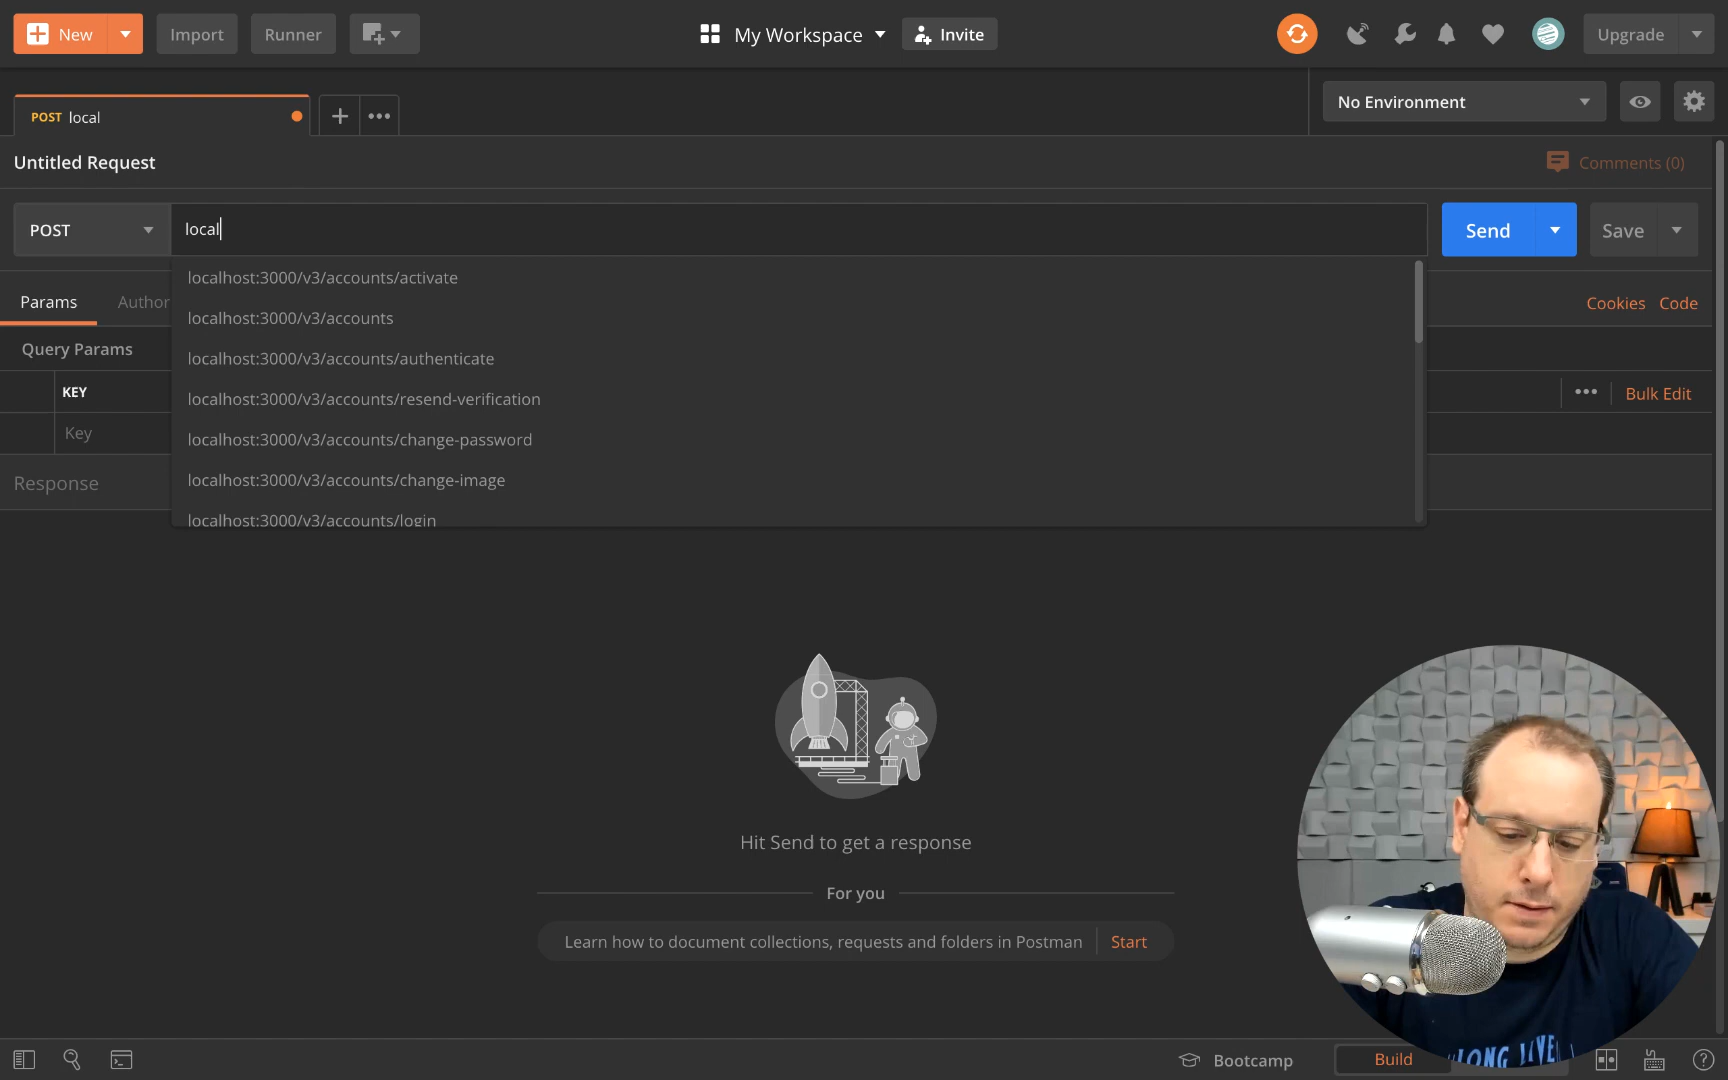 New
Import
Runner
My Workspace
Invite
Upgrade
POST local
No Environment
Untitled Request
Comments (0)
POST
local
Send
Save
localhost:3000/v3/accounts/activate
localhost:3000/v3/accounts
localhost:3000/v3/accounts/authenticate
localhost:3000/v3/accounts/resend-verification
localhost:3000/v3/accounts/change-password
localhost:3000/v3/accounts/change-image
localhost:3000/v3/accounts/login
Params
Author
Cookies
Code
Query Params
KEY
Bulk Edit
Key
Response
Hit Send to get a response
For you
Learn how to document collections, requests and folders in Postman
Start
LONG LIVE
Bootcamp
Build